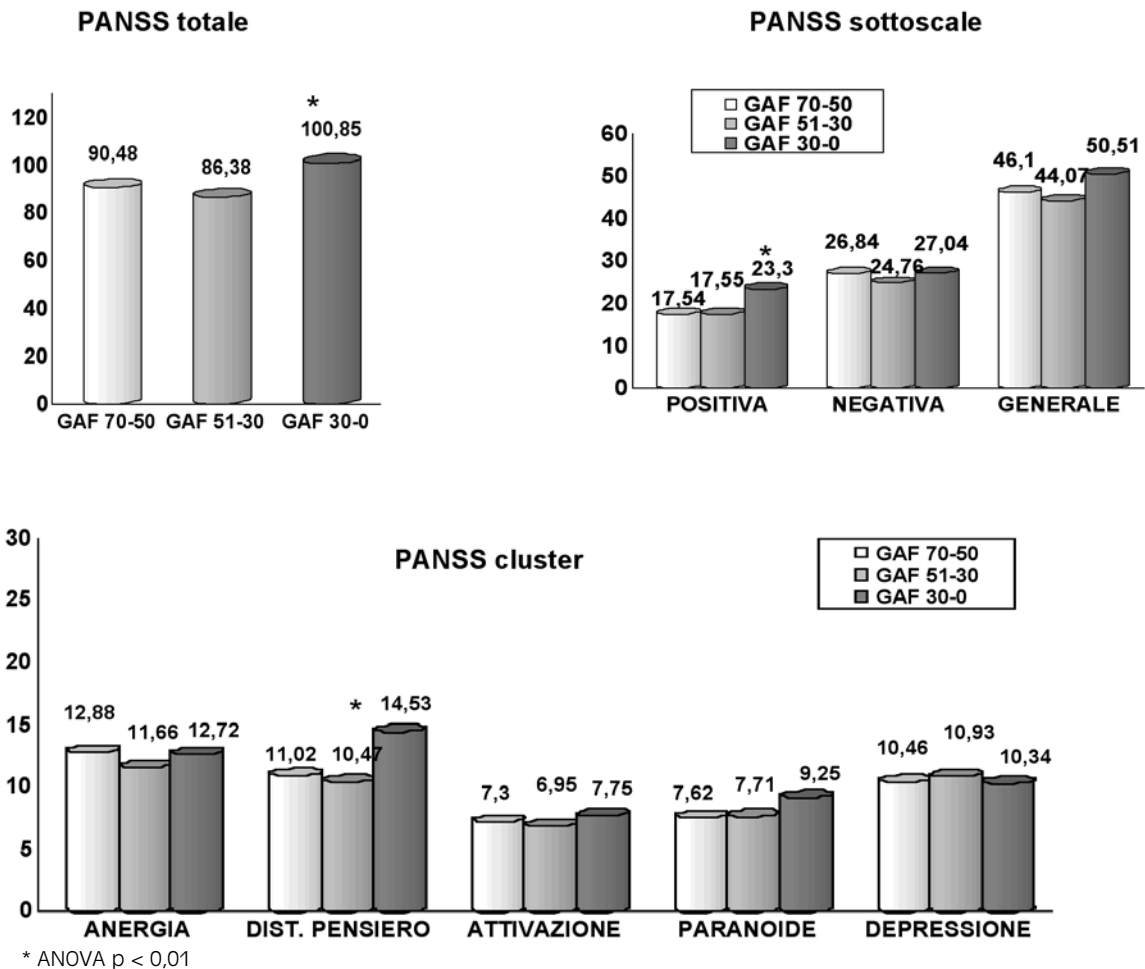 PANSS totale
*
100,85
90,48
86,38
120
100
80
60
40
20
0
GAF 70-50 GAF 51-30 GAF 30-0
PANSS sottoscale
GAF 70-50
GAF 51-30
GAF 30-0
60
50
40
30
20
10
0
17,54 17,55 * 23,3
26,84 24,76 27,04
46,1 44,07 50,51
POSITIVA NEGATIVA GENERALE
PANSS cluster
GAF 70-50
GAF 51-30
GAF 30-0
30
25
20
15
10
5
0
12,88 11,66 12,72
11,02 10,47 * 14,53
7,3 6,95 7,75
7,62 7,71 9,25
10,46 10,93 10,34
ANERGIA DIST. PENSIERO ATTIVAZIONE PARANOIDE DEPRESSIONE
* ANOVA p < 0,01